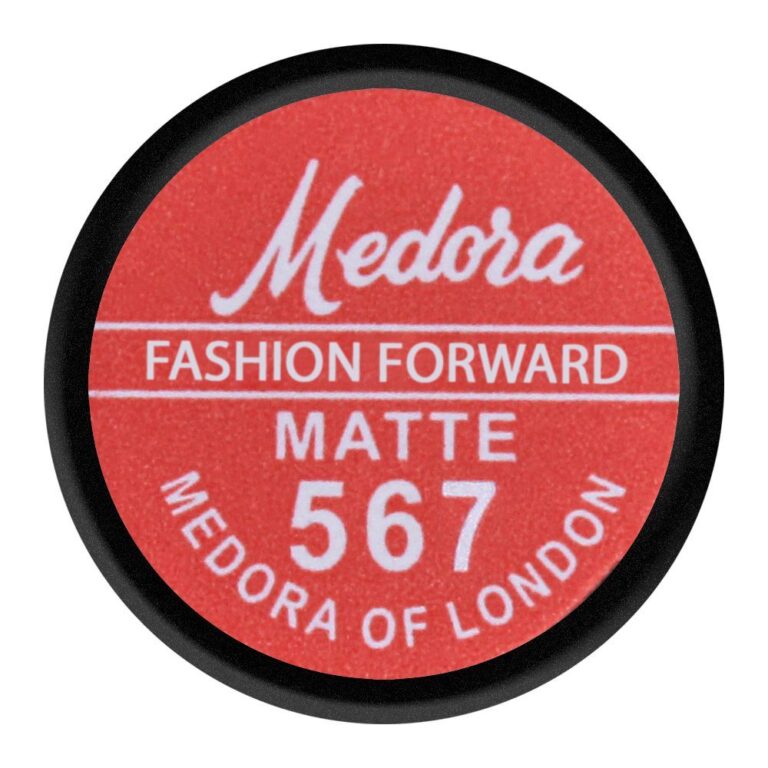 Medora
FASHION FORWARD
MATTE
567
MEDORA OF LONDON